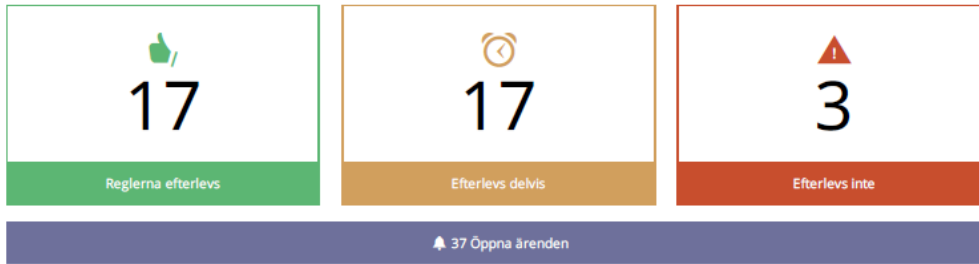 17
17
3
Reglerna efterlevs
Efterlevs delvis
Efterlevs inte
37 Öppna ärenden